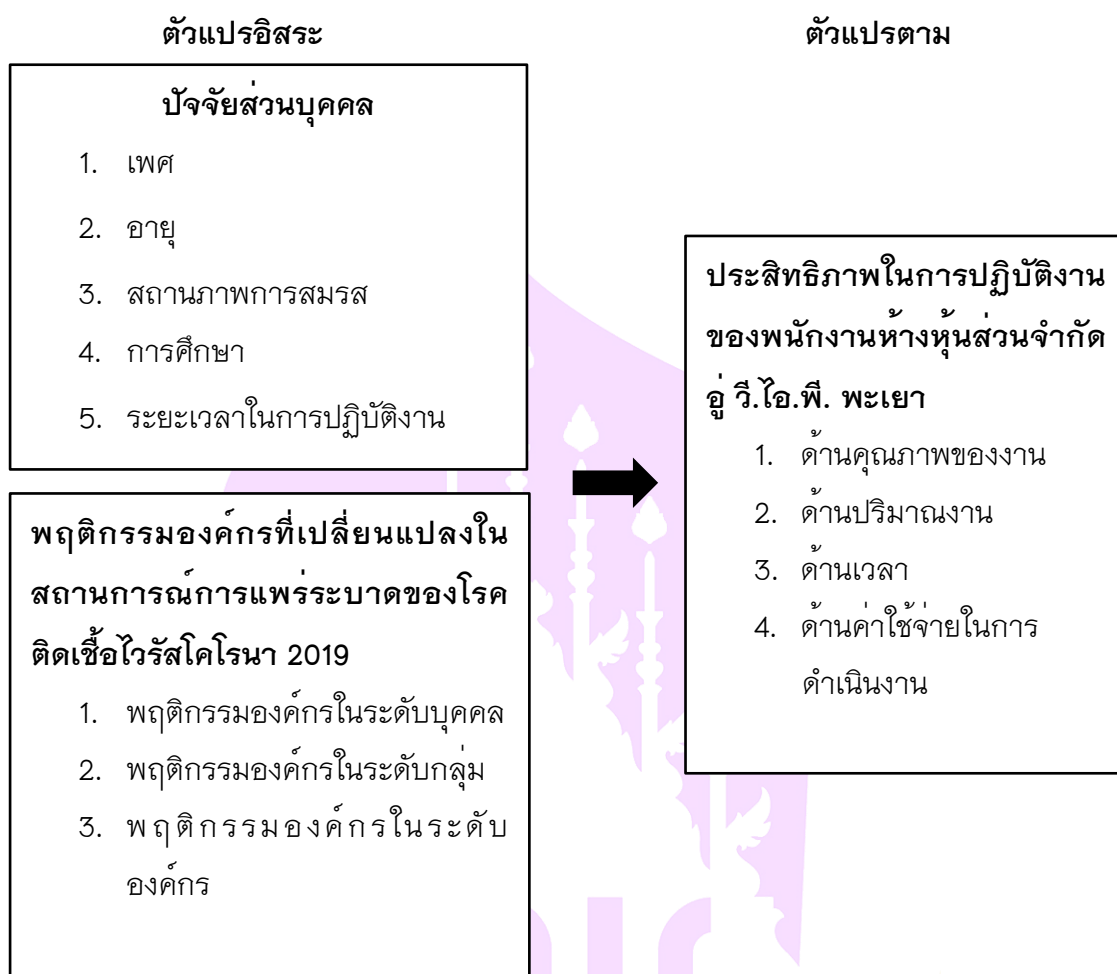 ตัวแปรอิสระ
ตัวแปรตาม
ปัจจัยส่วนบุคคล
1. เพศ
2. อายุ
3. สถานภาพการสมรส
4. การศึกษา
5. ระยะเวลาในการปฏิบัติงาน
พฤติกรรมองค์กรที่เปลี่ยนแปลงใน
สถานการณ์การแพร่ระบาดของโรค
ติดเชื้อไวรัสโคโรนา 2019
1. พฤติกรรมองค์กรในระดับบุคคล
2. พฤติกรรมองค์กรในระดับกลุ่ม
3. พฤติกรรมองค์กรในระดับ
องค์กร
ประสิทธิภาพในการปฏิบัติงาน
ของพนักงานห้างหุ้นส่วนจำกัด
อู่ วี.ไอ.พี. พะเยา
1. ด้านคุณภาพของงาน
2. ด้านปริมาณงาน
3. ด้านเวลา
4. ด้านค่าใช้จ่ายในการ
ดำเนินงาน